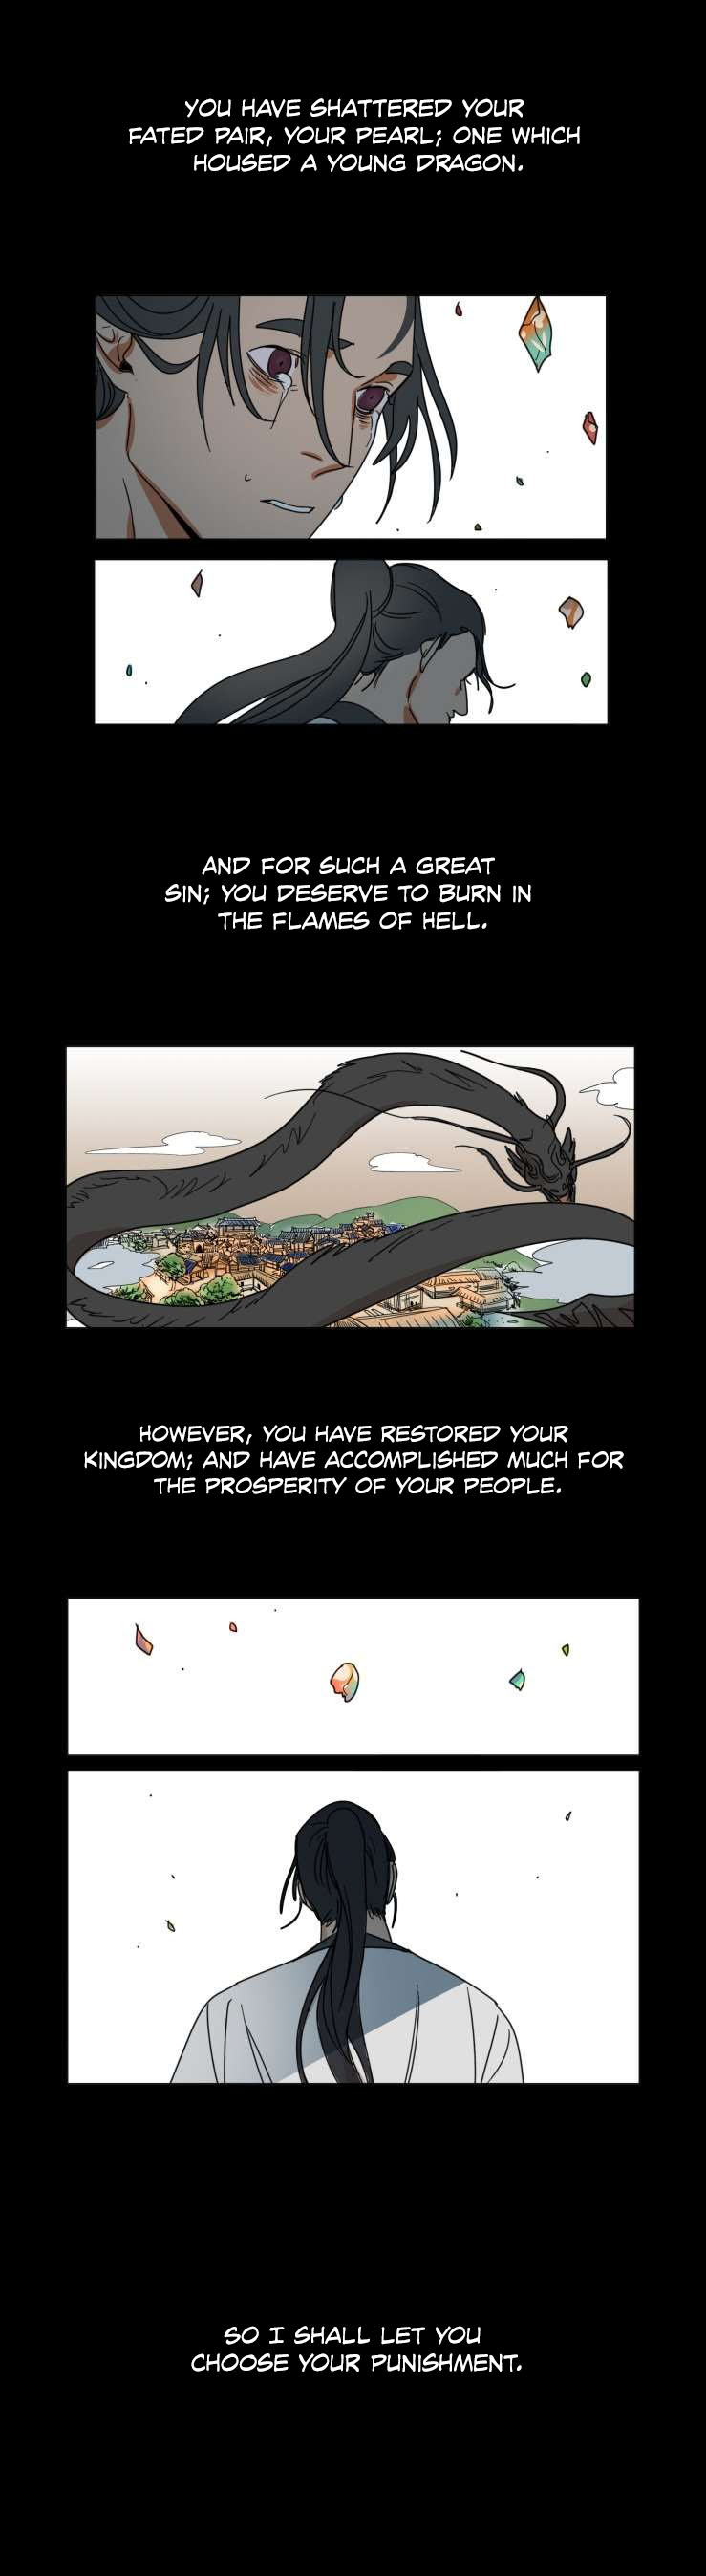 YOU HAVE SHATTERED YOUR
FATED PAIR, YOUR PEARL; ONE WHICH
HOUSED A YOUNG DRAGON.
AND FOR SUCH A GREAT
SIN; YOU DESERVE TO BURN IN
THE FLAMES OF HELL.
HOWEVER, YOU HAVE RESTORED YOUR
KINGDOM; AND HAVE ACCOMPLISHED MUCH FOR
THE PROSPERITY OF YOUR PEOPLE.
SO I SHALL LET YOU
CHOOSE YOUR PUNISHMENT.